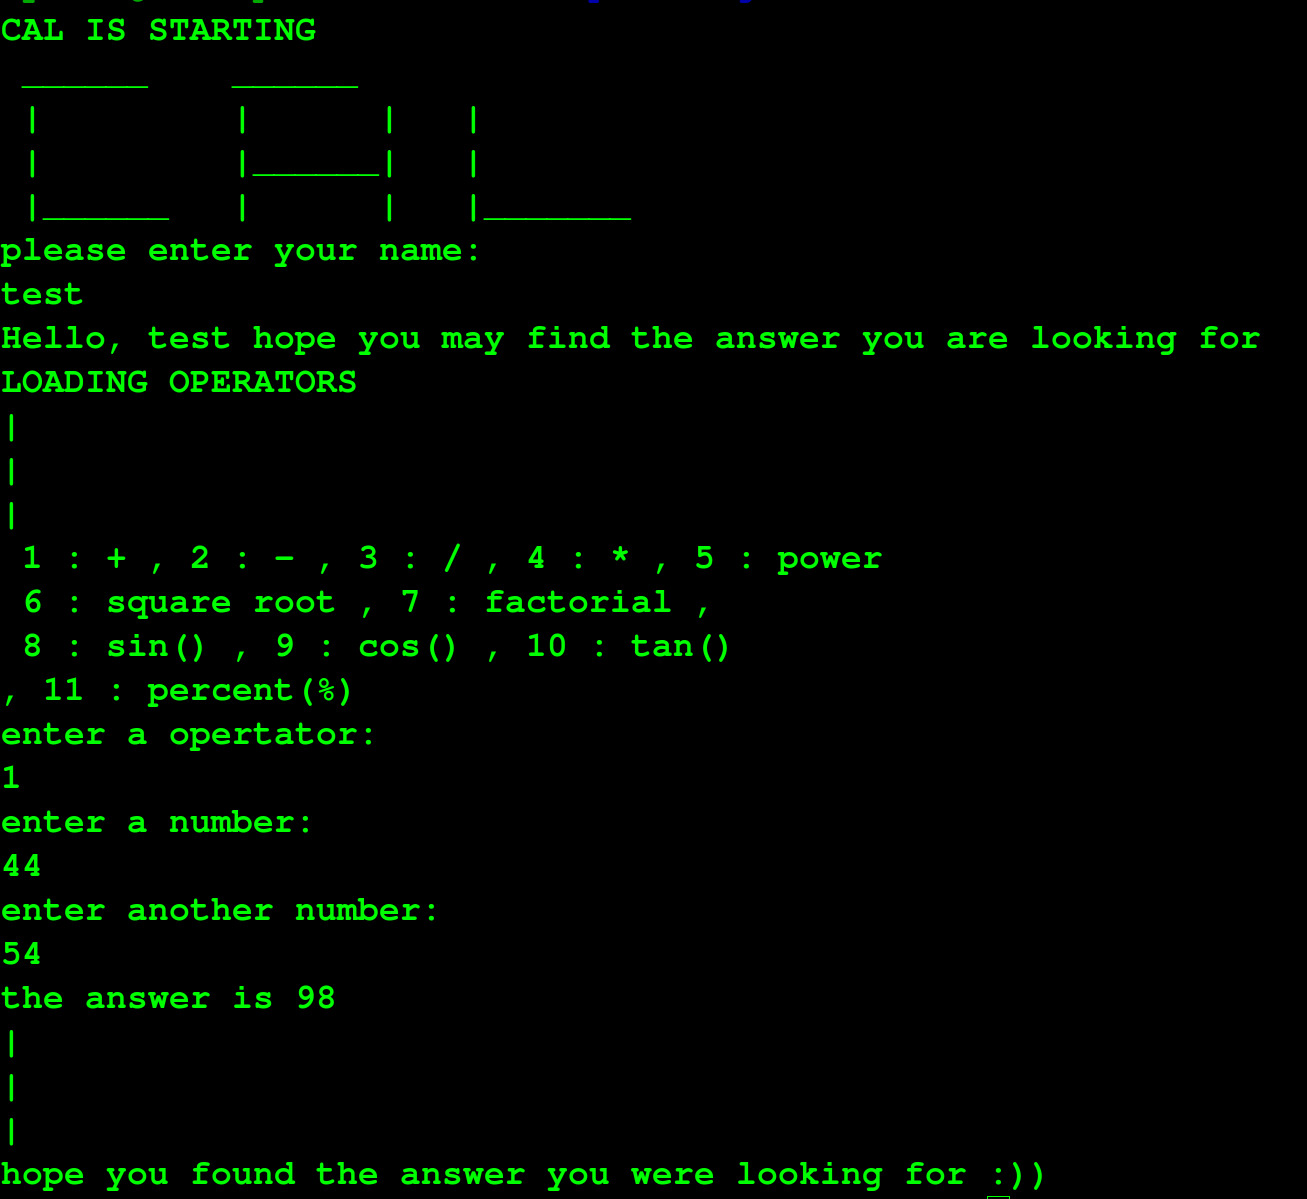 CAL IS STARTING
 ______    ______
 |         |      |   |
 |         |______|   |
 |______   |      |   |_______
please enter your name:
test
Hello, test hope you may find the answer you are looking for
LOADING OPERATORS
|
|
|
 1 : + , 2 : - , 3 : / , 4 : * , 5 : power
 6 : square root , 7 : factorial ,
 8 : sin() , 9 : cos() , 10 : tan()
, 11 : percent(%)
enter a opertator:
1
enter a number:
44
enter another number:
54
the answer is 98
|
|
|
hope you found the answer you were looking for :))